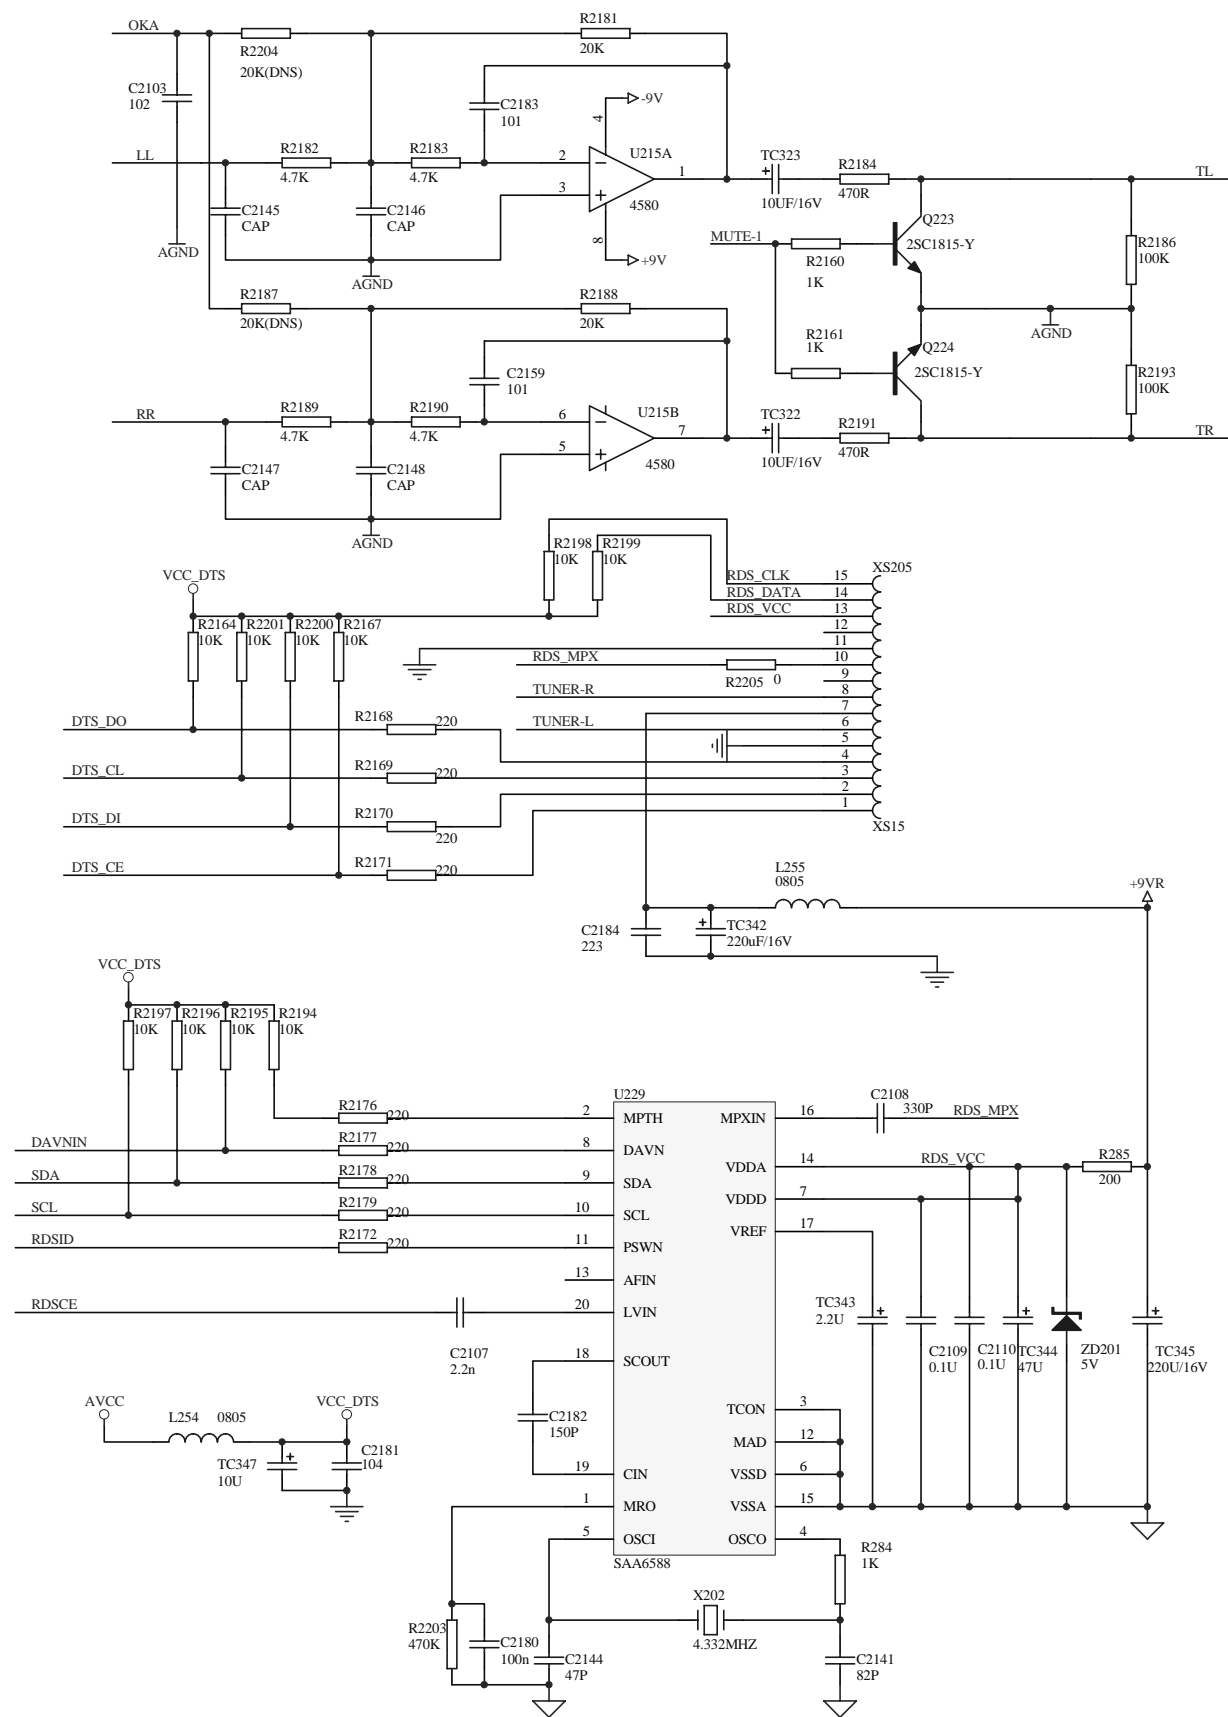 OKA
R2204
20K(DNS)
R2181
20K
C2103
102
C2183
101
4
-9V
LL
R2182
4.7K
R2183
4.7K
2
3
U215A
1
4580
8
+9V
TC323
10UF/16V
R2184
470R
TL
C2145
CAP
C2146
CAP
AGND
AGND
MUTE-1
R2160
1K
Q223
2SC1815-Y
R2186
100K
R2187
20K(DNS)
R2188
20K
AGND
R2161
1K
Q224
2SC1815-Y
R2193
100K
C2159
101
RR
R2189
4.7K
R2190
4.7K
6
5
U215B
7
4580
TC322
10UF/16V
R2191
470R
TR
C2147
CAP
C2148
CAP
AGND
R2198
10K
R2199
10K
XS205
VCC_DTS
RDS_CLK
15
RDS_DATA
14
RDS_VCC
13
12
11
RDS_MPX
10
R2205
0
9
TUNER-R
8
7
TUNER-L
6
5
4
3
2
1
XS15
R2164
10K
R2201
10K
R2200
10K
R2167
10K
DTS_DO
R2168
220
DTS_CL
R2169
220
DTS_DI
R2170
220
DTS_CE
R2171
220
L255
0805
+9VR
C2184
223
TC342
220uF/16V
VCC_DTS
R2197
10K
R2196
10K
R2195
10K
R2194
10K
U229
R2176
220
2
MPTH
MPXIN
16
C2108
330P
RDS_MPX
DAVNIN
R2177
220
8
DAVN
VDDA
14
RDS_VCC
R285
200
SDA
R2178
220
9
SDA
VDDD
7
SCL
R2179
220
10
SCL
VREF
17
RDSID
R2172
220
11
PSWN
13
AFIN
RDSCE
C2107
2.2n
20
LVIN
TC343
2.2U
C2109
0.1U
C2110
0.1U
TC344
47U
ZD201
5V
TC345
220U/16V
18
SCOUT
C2182
150P
19
CIN
TCON
3
MAD
12
VSSD
6
AVCC
L254
0805
VCC_DTS
TC347
10U
C2181
104
1
MRO
VSSA
15
5
OSCI
OSCO
4
SAA6588
R284
1K
X202
4.332MHZ
R2203
470K
C2180
100n
C2144
47P
C2141
82P